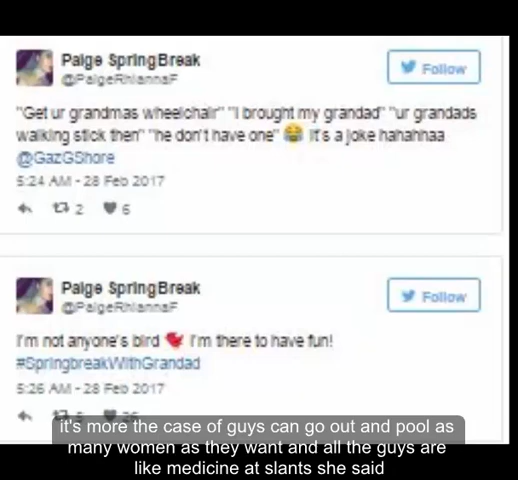 Paige SpringBreak
@PaigeRhiannaF
Follow
"Get ur grandmas wheelchair" "I brought my grandad" "ur grandads
walking stick then" "he don't have one" 😂 It's a joke hahahhaa
@GazGShore
5:24 AM - 28 Feb 2017
2 6
Paige SpringBreak
@PaigeRhiannaF
Follow
I'm not anyone's bird I'm there to have fun!
#SpringbreakWithGrandad
5:26 AM - 28 Feb 2017
it's more the case of guys can go out and pool as
many women as they want and all the guys are
like medicine at slants she said